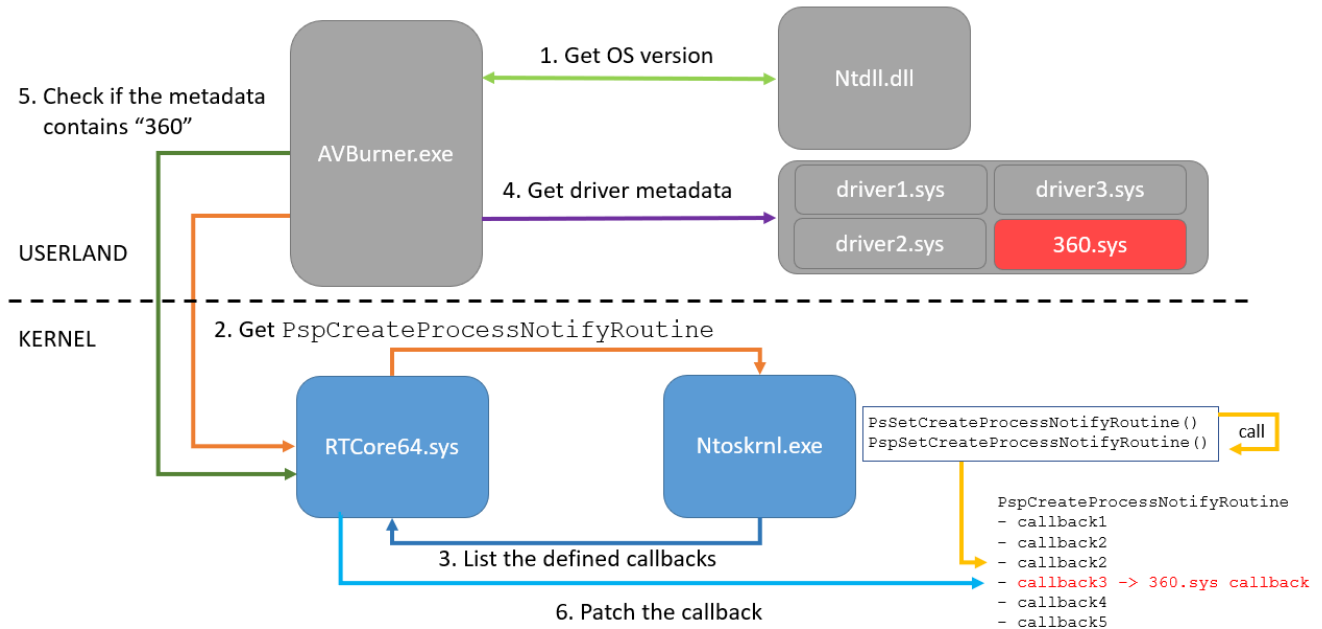 1. Get OS version
Ntdll.dll
5. Check if the metadata
contains “360”
AVBurner.exe
4. Get driver metadata
driver1.sys
driver3.sys
driver2.sys
360.sys
USERLAND
KERNEL
2. Get PspCreateProcessNotifyRoutine
RTCore64.sys
Ntoskrnl.exe
PsSetCreateProcessNotifyRoutine()
PspSetCreateProcessNotifyRoutine()
call
3. List the defined callbacks
6. Patch the callback
PspCreateProcessNotifyRoutine
- callback1
- callback2
- callback2
- callback3 -> 360.sys callback
- callback4
- callback5